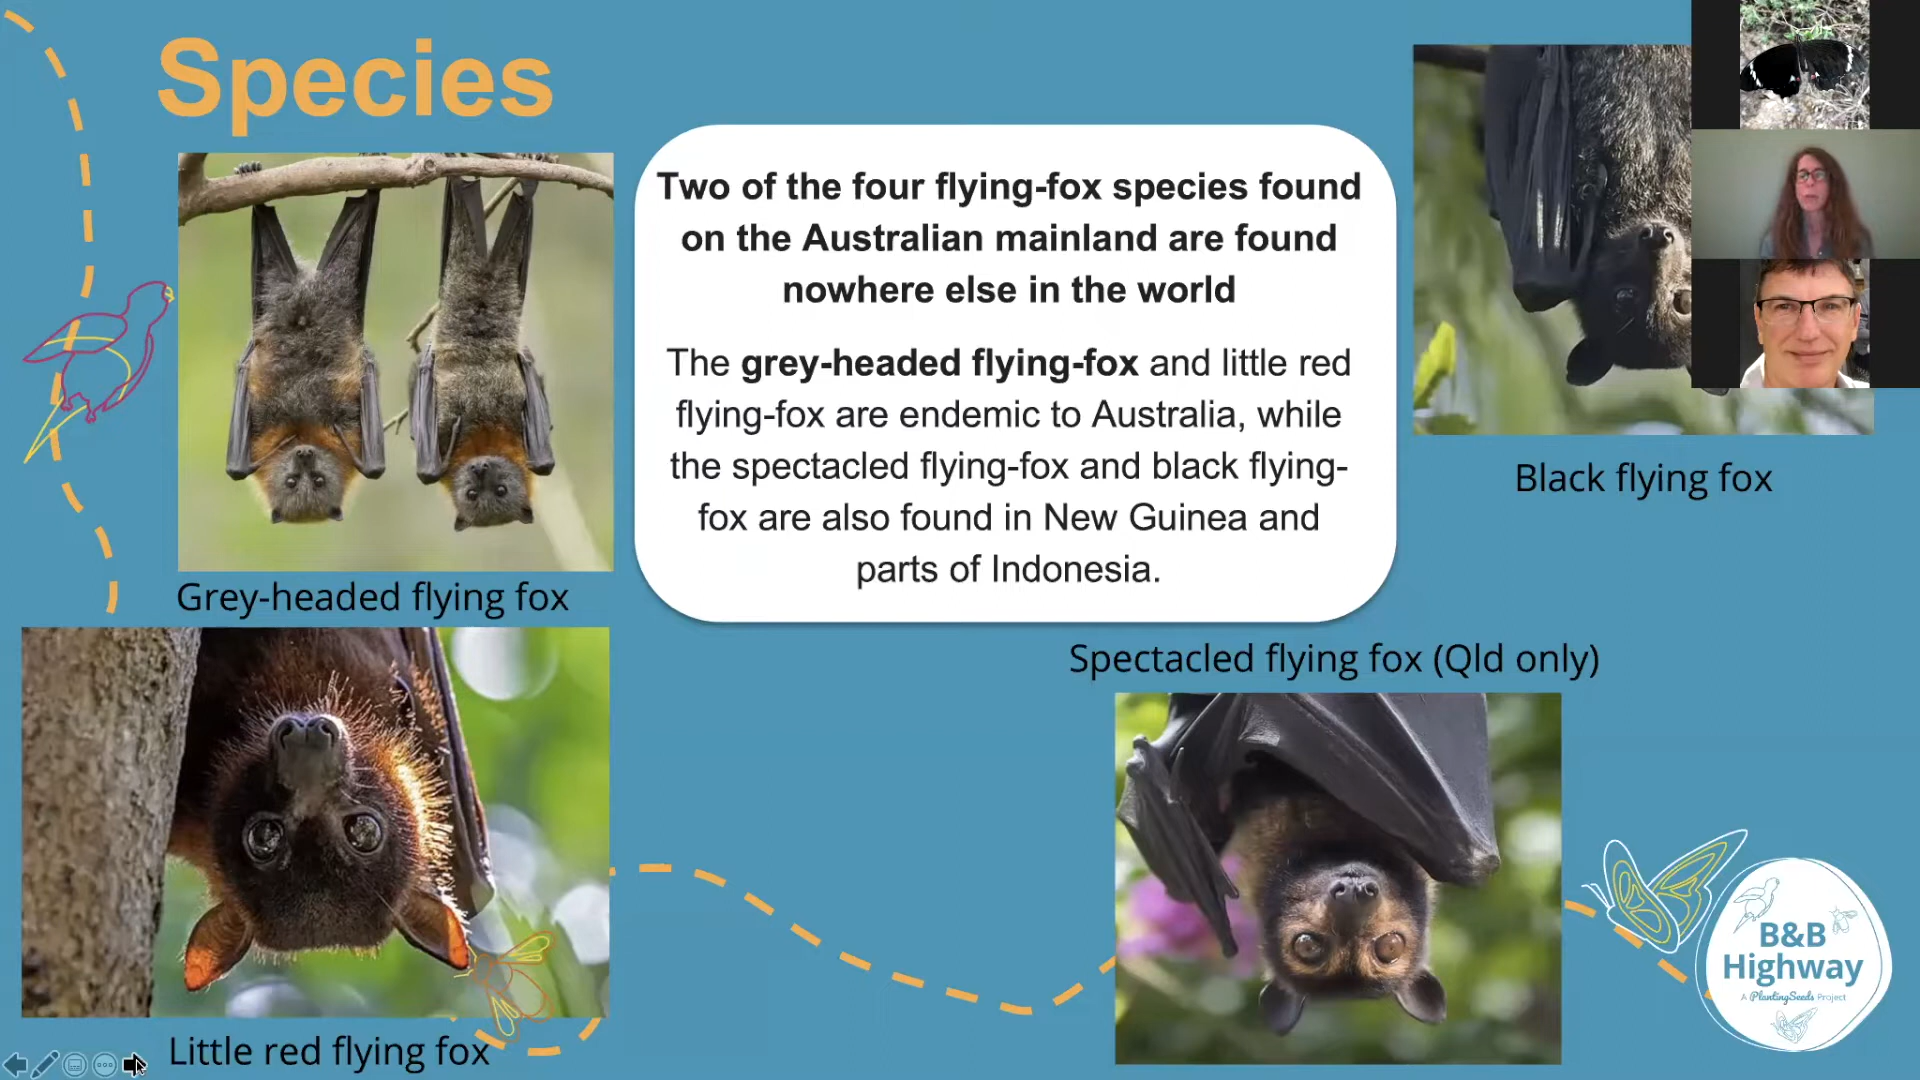 Species
Two of the four flying-fox species found
on the Australian mainland are found
nowhere else in the world
The grey-headed flying-fox and little red
flying-fox are endemic to Australia, while
the spectacled flying-fox and black flying-
fox are also found in New Guinea and
parts of Indonesia.
Black flying fox
Grey-headed flying fox
Spectacled flying fox (Qld only)
Little red flying fox
B&B
Highway
A PlantingSeeds Project